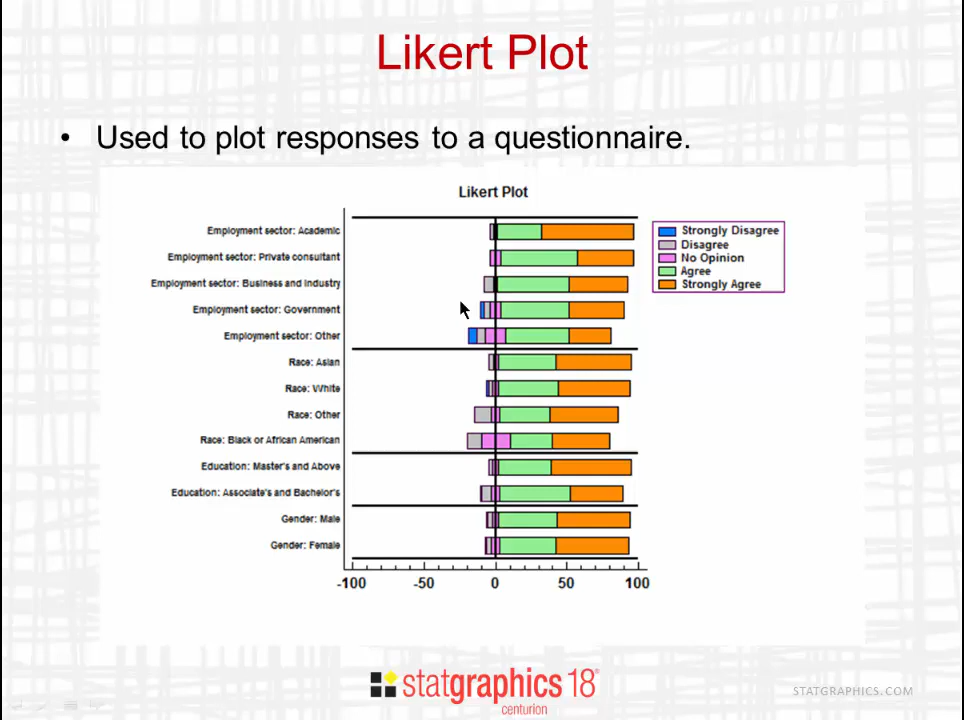 Likert Plot
• Used to plot responses to a questionnaire.
Likert Plot
Employment sector: Academic
Employment sector: Private consultant
Employment sector: Business and Industry
Employment sector: Government
Employment sector: Other
Race: Asian
Race: White
Race: Other
Race: Black or African American
Education: Master's and Above
Education: Associate's and Bachelor's
Gender: Male
Gender: Female
-100 -50 0 50 100
Strongly Disagree
Disagree
No Opinion
Agree
Strongly Agree
statgraphics 18®
centurion
STATGRAPHICS.COM